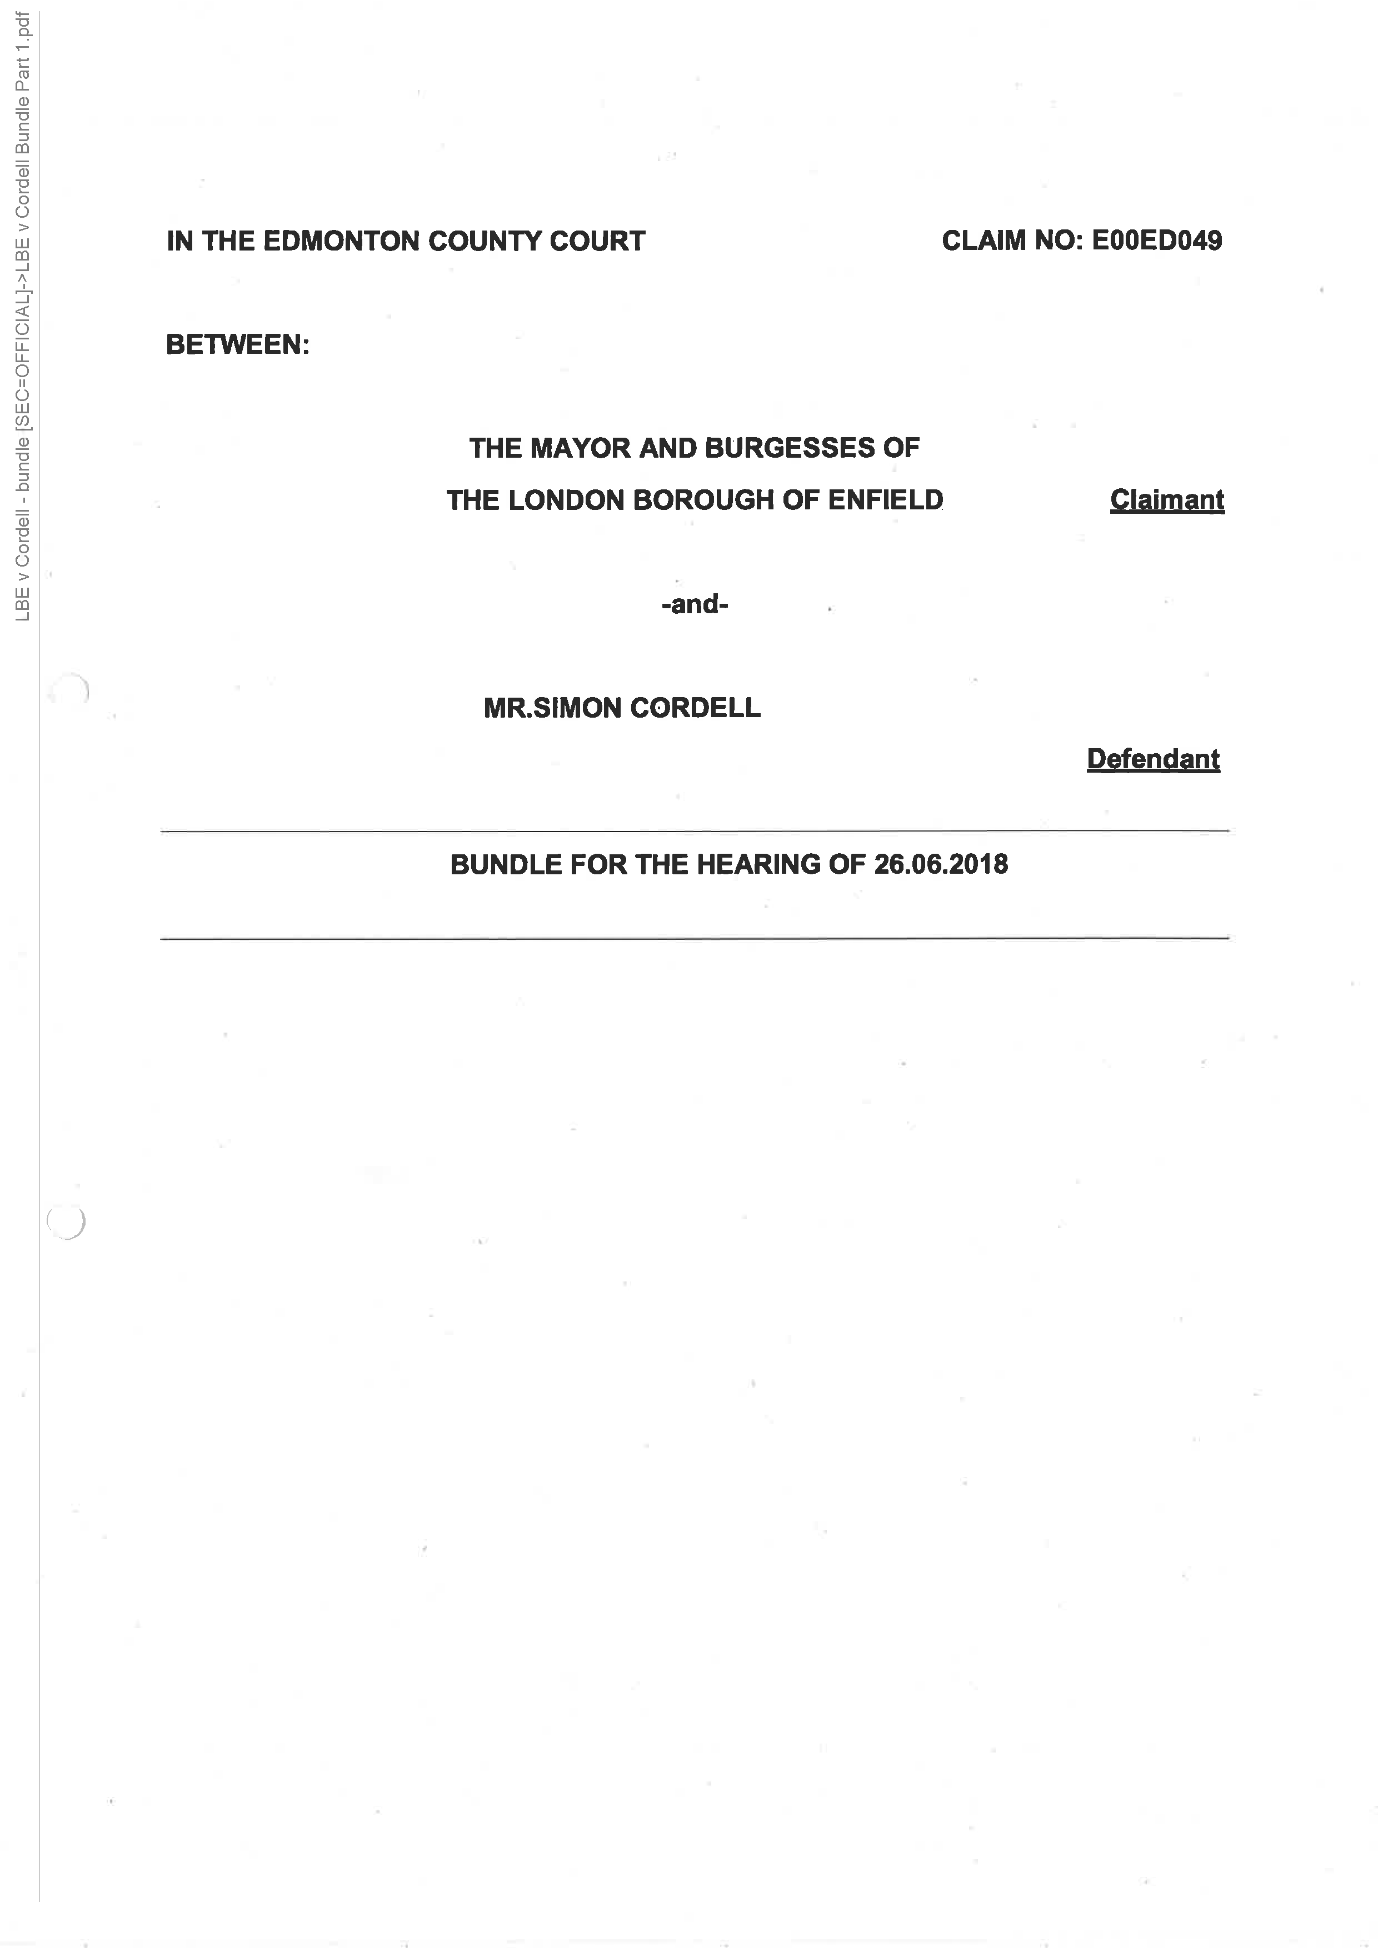 LBE v Cordell - bundle [SEC=OFFICIAL]->LBE v Cordell Bundle Part 1.pdf
IN THE EDMONTON COUNTY COURT CLAIM NO: E00ED049
BETWEEN:
THE MAYOR AND BURGESSES OF
THE LONDON BOROUGH OF ENFIELD Claimant
-and-
MR.SIMON CORDELL
Defendant
BUNDLE FOR THE HEARING OF 26.06.2018